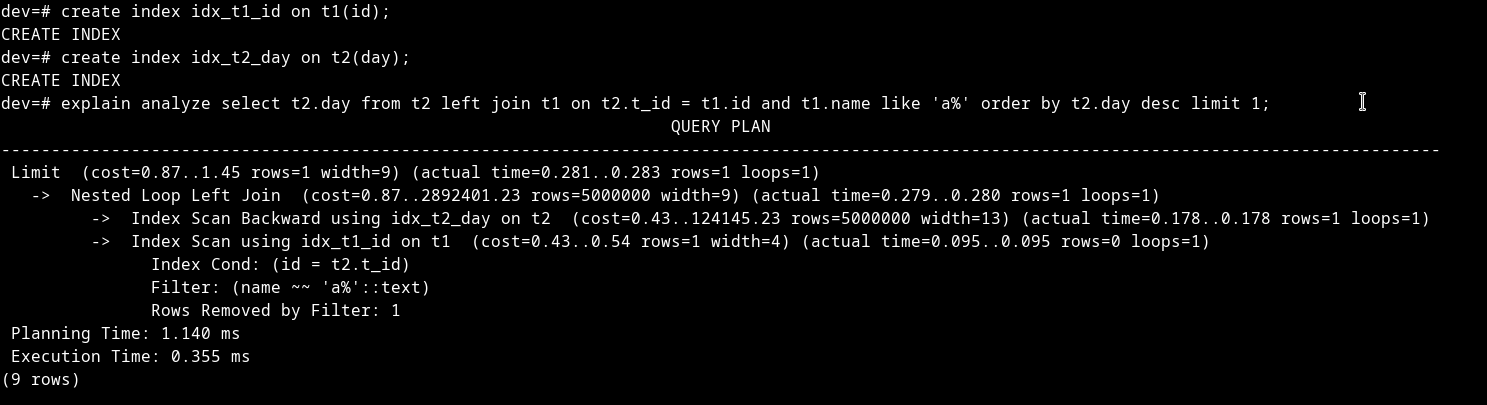 dev=# create index idx_t1_id on t1(id);
CREATE INDEX
dev=# create index idx_t2_day on t2(day);
CREATE INDEX
dev=# explain analyze select t2.day from t2 left join t1 on t2.t_id = t1.id and t1.name like 'a%' order by t2.day desc limit 1;
QUERY PLAN
------------------------------------------------------------------------------------------------------------------------------------------------
Limit  (cost=0.87..1.45 rows=1 width=9) (actual time=0.281..0.283 rows=1 loops=1)
  ->  Nested Loop Left Join  (cost=0.87..2892401.23 rows=5000000 width=9) (actual time=0.279..0.280 rows=1 loops=1)
        ->  Index Scan Backward using idx_t2_day on t2  (cost=0.43..124145.23 rows=5000000 width=13) (actual time=0.178..0.178 rows=1 loops=1)
        ->  Index Scan using idx_t1_id on t1  (cost=0.43..0.54 rows=1 width=4) (actual time=0.095..0.095 rows=0 loops=1)
              Index Cond: (id = t2.t_id)
              Filter: (name ~~ 'a%'::text)
              Rows Removed by Filter: 1
Planning Time: 1.140 ms
Execution Time: 0.355 ms
(9 rows)